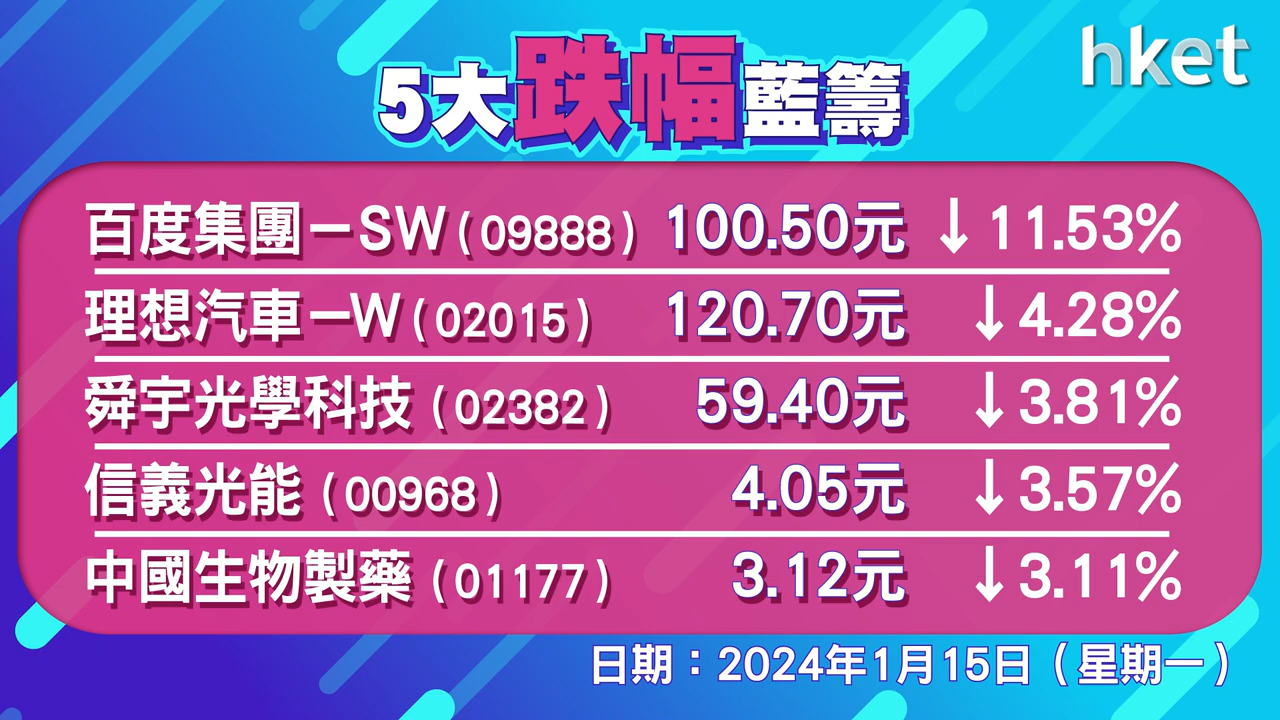 hket
5大跌幅藍籌
百度集團－SW(09888) 100.50元 ↓11.53%
理想汽車－W(02015) 120.70元 ↓4.28%
舜宇光學科技(02382) 59.40元 ↓3.81%
信義光能(00968) 4.05元 ↓3.57%
中國生物製藥(01177) 3.12元 ↓3.11%
日期：2024年1月15日（星期一）